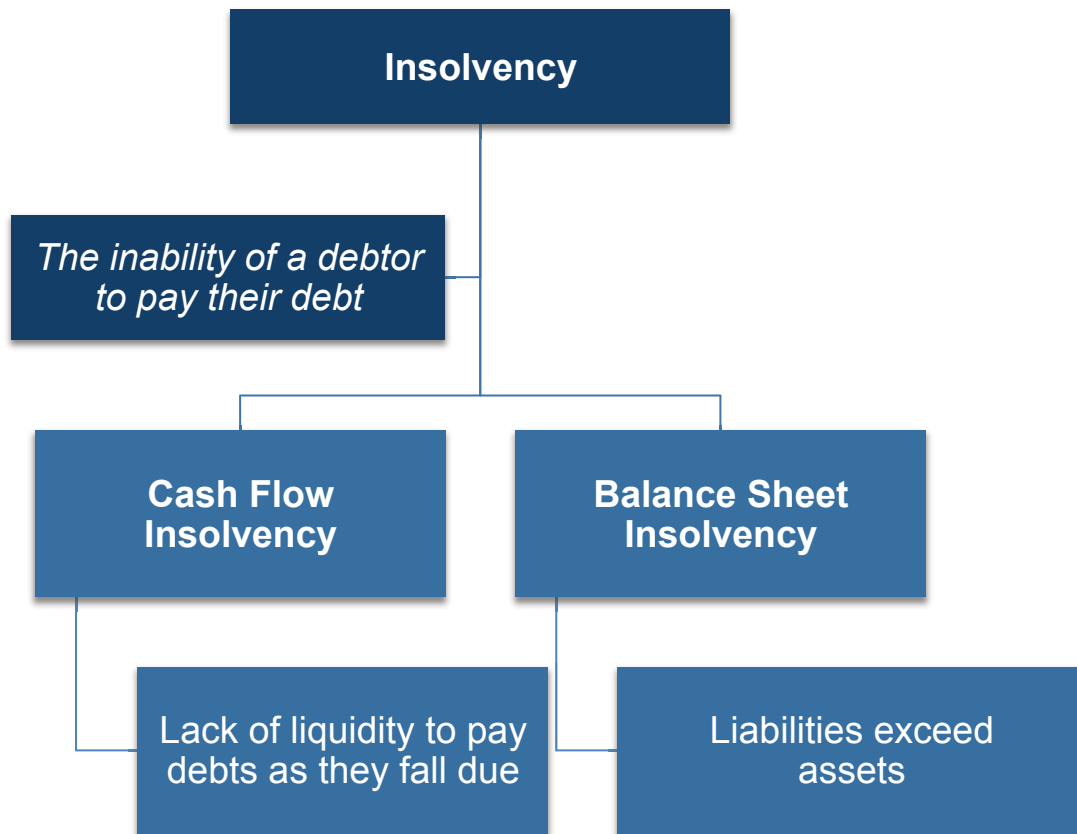 Insolvency
The inability of a debtor
to pay their debt
Cash Flow
Insolvency
Balance Sheet
Insolvency
Lack of liquidity to pay
debts as they fall due
Liabilities exceed
assets